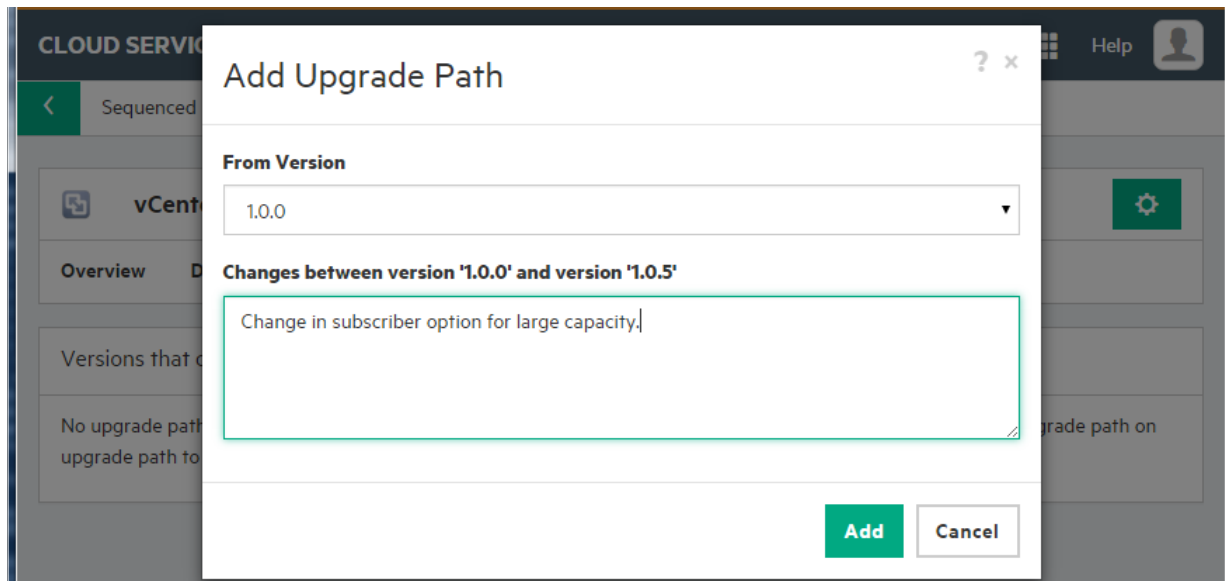 CLOUD SERVIC
Help
Add Upgrade Path
? ×
Sequenced
From Version
1.0.0
vCent
Overview D
Changes between version '1.0.0' and version '1.0.5'
Change in subscriber option for large capacity.
Versions that c
No upgrade path grade path on
upgrade path to
Add Cancel